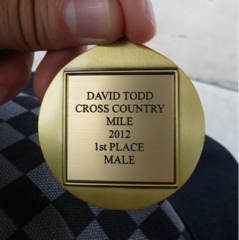 DAVID TODD
CROSS COUNTRY
MILE
2012
1st PLACE
MALE